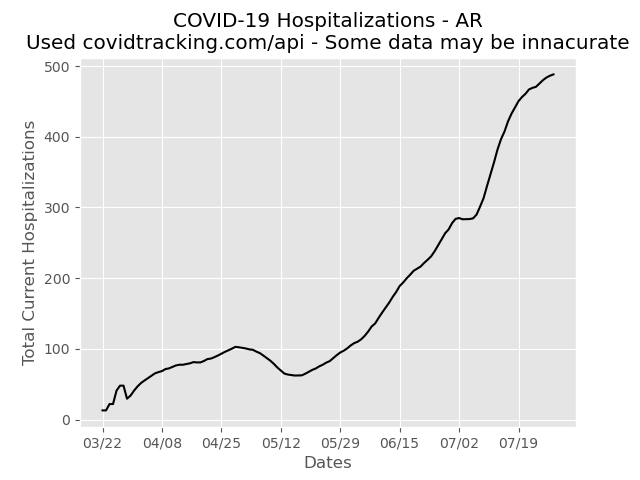 COVID-19 Hospitalizations - AR
Used covidtracking.com/api - Some data may be innacurate
500
400
300
200
100
0
Total Current Hospitalizations
03/22 04/08 04/25 05/12 05/29 06/15 07/02 07/19
Dates